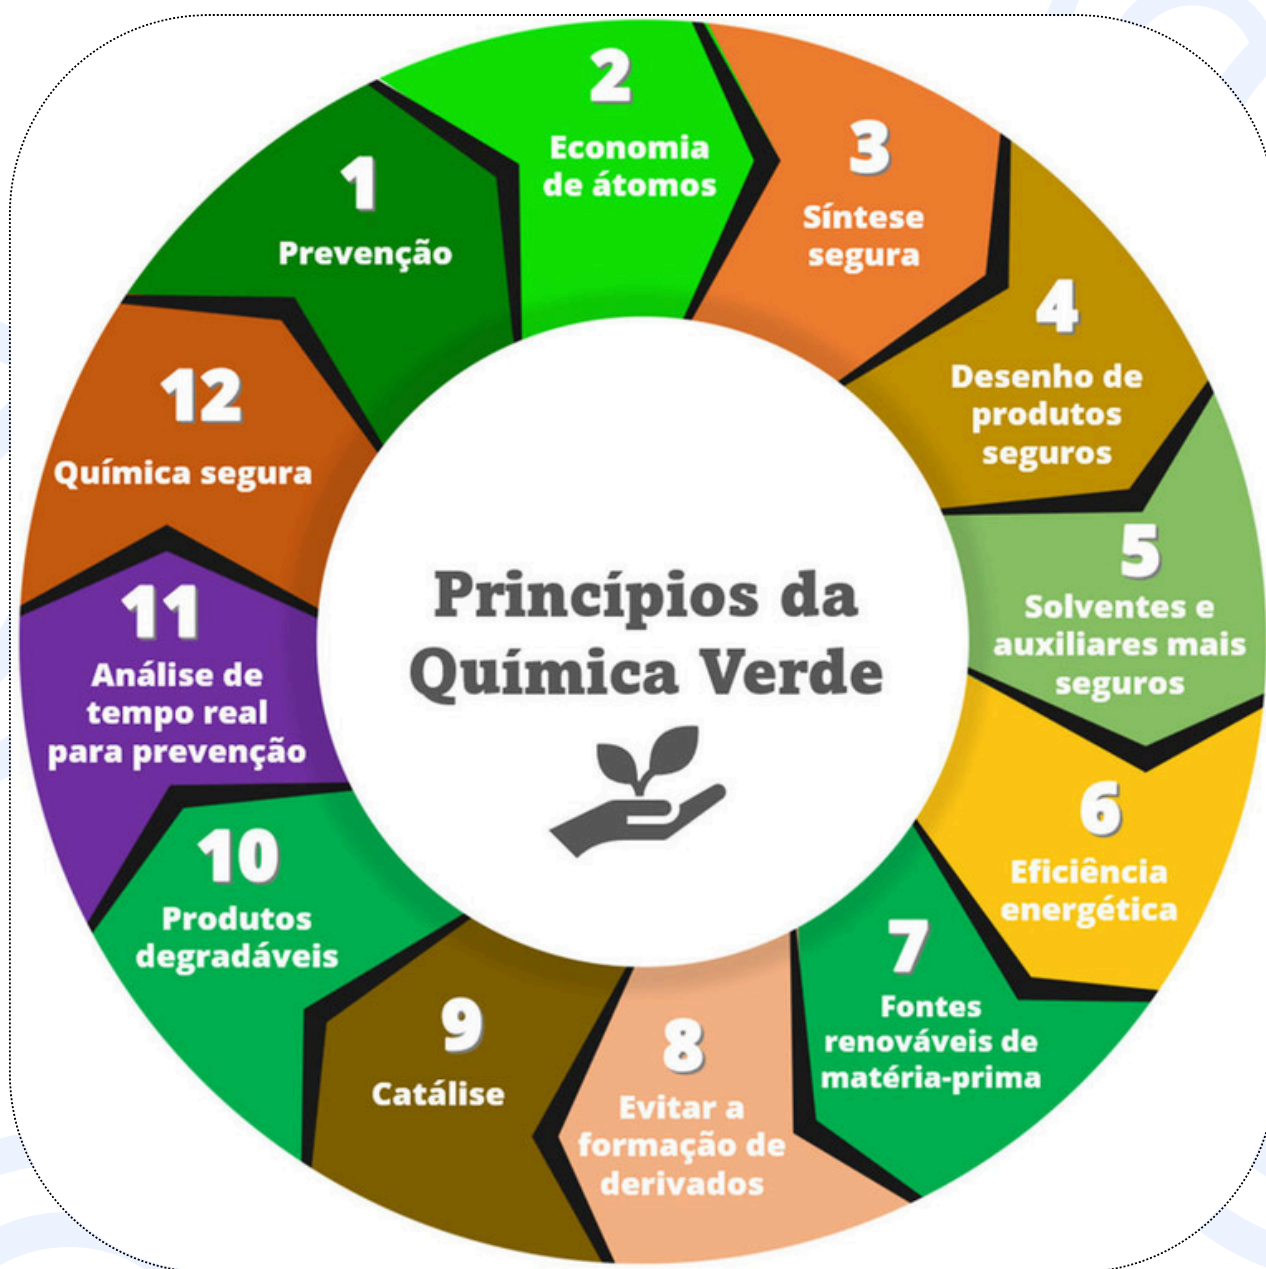 1
Prevenção
2
Economia
de átomos
3
Síntese
segura
4
Desenho de
produtos
seguros
5
Solventes e
auxiliares mais
seguros
6
Eficiência
energética
7
Fontes
renováveis de
matéria-prima
8
Evitar a
formação de
derivados
9
Catálise
10
Produtos
degradáveis
11
Análise de
tempo real
para prevenção
12
Química segura
Princípios da
Química Verde